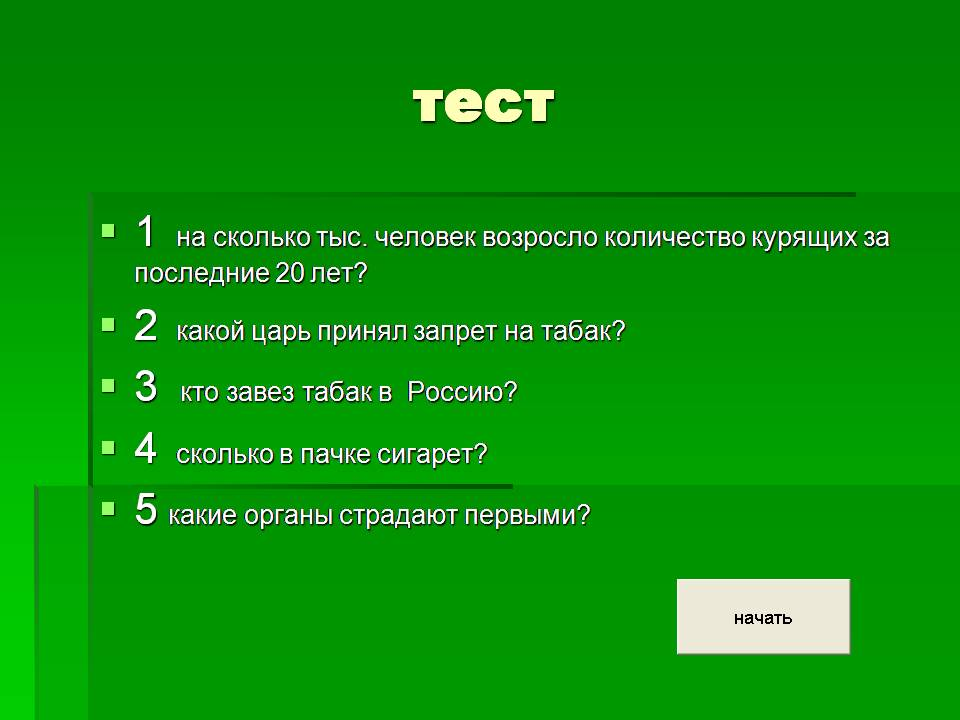 тест
1 на сколько тыс. человек возросло количество курящих за
последние 20 лет?
2 какой царь принял запрет на табак?
3 кто завез табак в Россию?
4 сколько в пачке сигарет?
5 какие органы страдают первыми?
начать